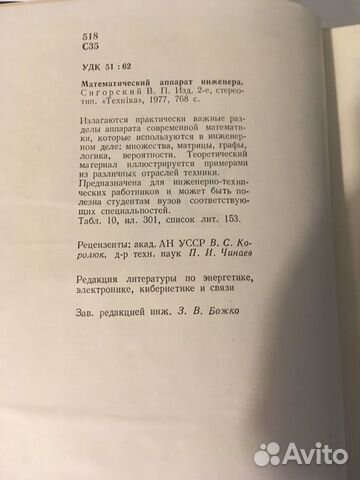 518
С35
УДК 51 : 62
Математический аппарат инженера.
Сигорский В. П. Изд. 2-е, стерео-
тип. «Технiка», 1977, 768 с.
Излагаются практически важные раз-
делы аппарата современной математи-
ки, которые используются в инженер-
ном деле: множества, матрицы, графы,
логика, вероятности. Теоретический
материал иллюстрируется примерами
из различных отраслей техники.
Предназначена для инженерно-техни-
ческих работников и может быть по-
лезна студентам вузов соответствую-
щих специальностей.
Табл. 10, ил. 301, список лит. 153.
Рецензенты: акад. АН УССР В. С. Ко-
ролюк, д-р техн. наук П. И. Чинаев
Редакция литературы по энергетике,
электронике, кибернетике и связи
Зав. редакцией инж. З. В. Божко
Avito